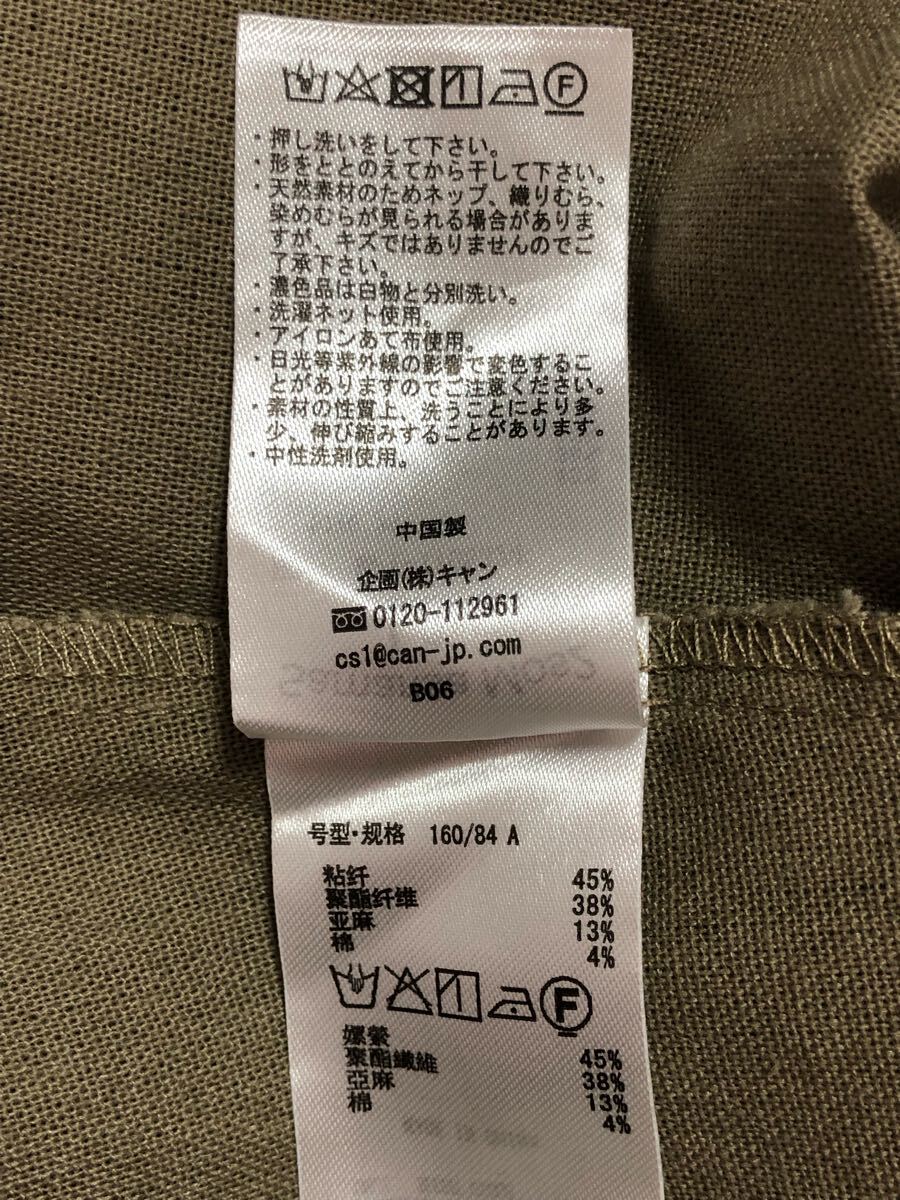 ・押し洗いをして下さい。
・形をととのえてから干して下さい。
・天然素材のためネップ、織りむら、
染めむらが見られる場合がありま
すが、キズではありませんのでご
了承下さい。
・濃色品は白物と分別洗い。
・洗濯ネット使用。
・アイロンあて布使用。
・日光等紫外線の影響で変色するこ
とがありますのでご注意ください。
・素材の性質上、洗うことにより多
少、伸び縮みすることがあります。
・中性洗剤使用。
中国製
企画(株)キャン
0120-112961
cs1@can-jp.com
B06
号型·规格 160/84 A
粘纤 45%
聚酯纤维 38%
亚麻 13%
棉 4%
F
嫘縈 45%
聚酯纖維 38%
亞麻 13%
棉 4%